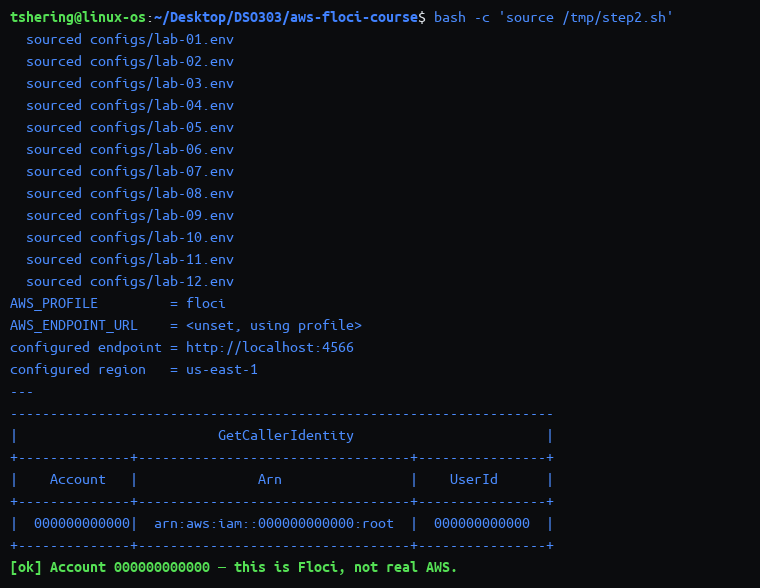 tshering@linux-os:~/Desktop/DSO303/aws-floci-course$ bash -c 'source /tmp/step2.sh'
  sourced configs/lab-01.env
  sourced configs/lab-02.env
  sourced configs/lab-03.env
  sourced configs/lab-04.env
  sourced configs/lab-05.env
  sourced configs/lab-06.env
  sourced configs/lab-07.env
  sourced configs/lab-08.env
  sourced configs/lab-09.env
  sourced configs/lab-10.env
  sourced configs/lab-11.env
  sourced configs/lab-12.env
AWS_PROFILE         = floci
AWS_ENDPOINT_URL    = <unset, using profile>
configured endpoint = http://localhost:4566
configured region   = us-east-1
---
--------------------------------------------------------------------
|                         GetCallerIdentity                        |
+--------------+----------------------------------+----------------+
|    Account   |               Arn                |    UserId      |
+--------------+----------------------------------+----------------+
|  000000000000|  arn:aws:iam::000000000000:root  |  000000000000  |
+--------------+----------------------------------+----------------+
[ok] Account 000000000000 — this is Floci, not real AWS.